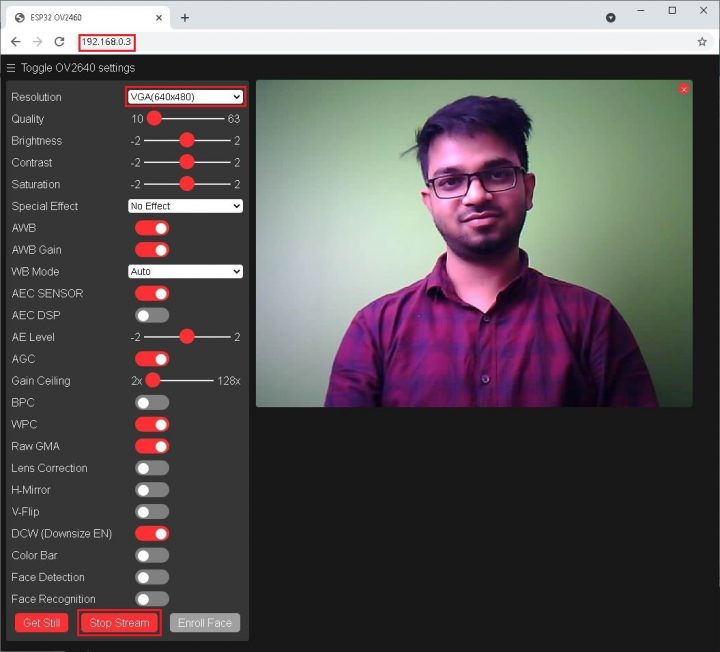 ESP32 OV2460
192.168.0.3
Toggle OV2640 settings
Resolution VGA(640x480)
Quality 10 63
Brightness -2 2
Contrast -2 2
Saturation -2 2
Special Effect No Effect
AWB
AWB Gain
WB Mode Auto
AEC SENSOR
AEC DSP
AE Level -2 2
AGC
Gain Ceiling 2x 128x
BPC
WPC
Raw GMA
Lens Correction
H-Mirror
V-Flip
DCW (Downsize EN)
Color Bar
Face Detection
Face Recognition
Get Still Stop Stream Enroll Face